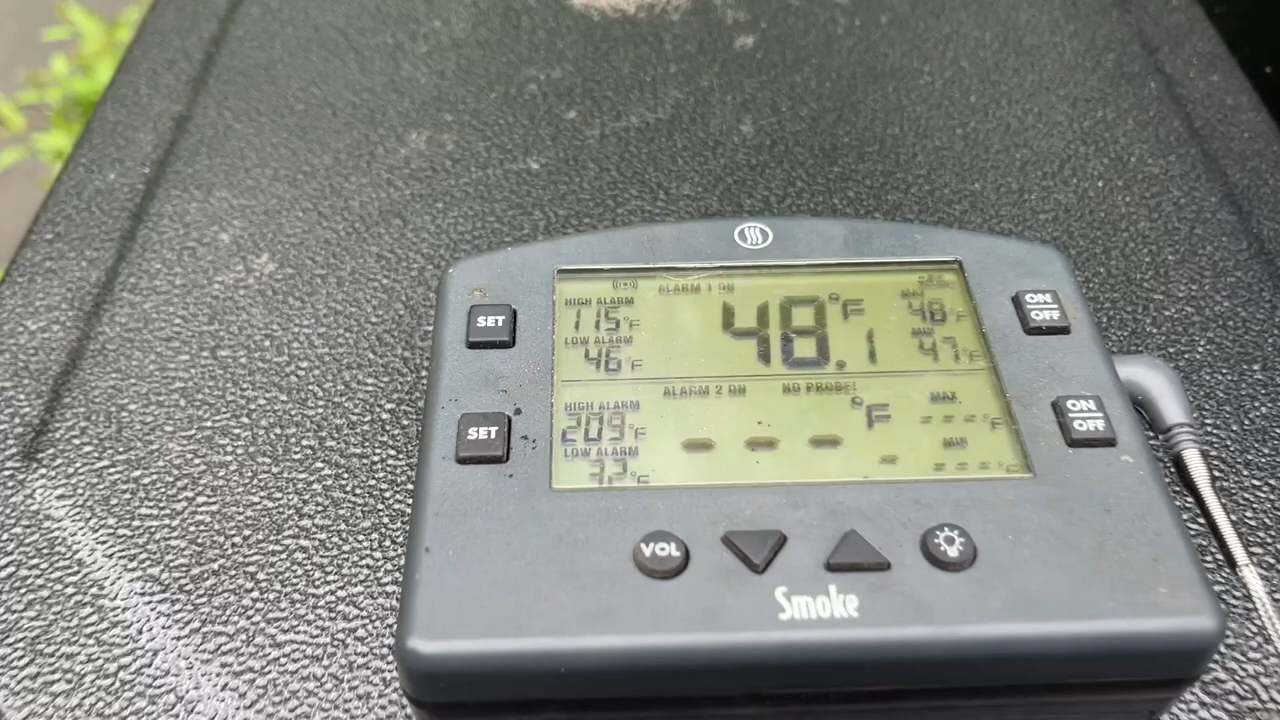 ALARM 1 ON
HIGH ALARM
115°F
LOW ALARM
46°F
48.1°F
MAX
48°F
MIN
47°F
SET
ON
OFF
ALARM 2 ON NO PROBE!
HIGH ALARM
209°F
LOW ALARM
32°F
- - -.- °F
MAX
---°F
MIN
---°F
SET
ON
OFF
VOL
Smoke